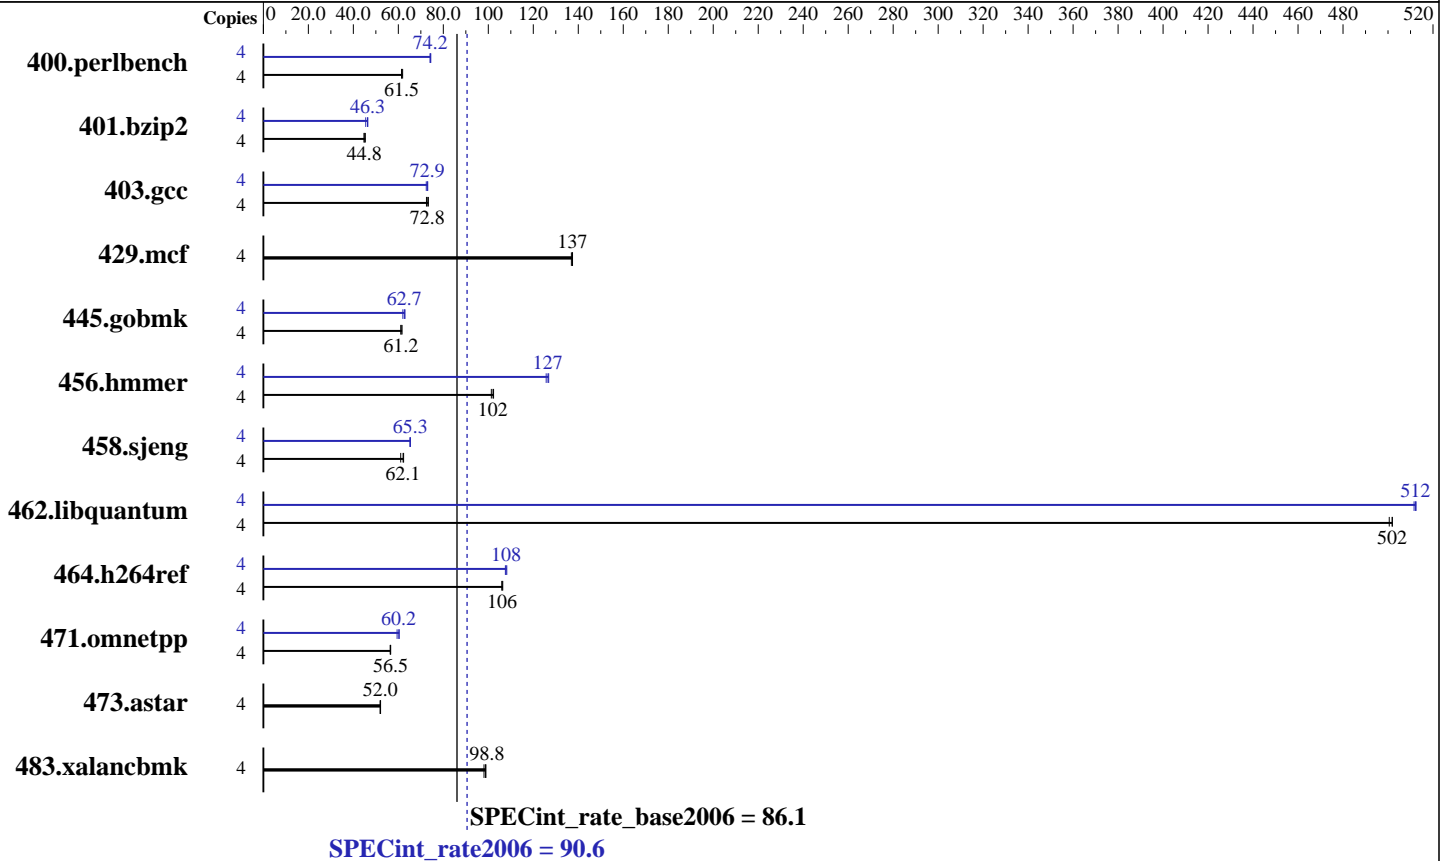 Copies 0 20.0 40.0 60.0 80.0 100 120 140 160 180 200 220 240 260 280 300 320 340 360 380 400 420 440 460 480 520
400.perlbench 4 74.2
4 61.5
401.bzip2 4 46.3
4 44.8
403.gcc 4 72.9
4 72.8
429.mcf 4 137
445.gobmk 4 62.7
4 61.2
456.hmmer 4 127
4 102
458.sjeng 4 65.3
4 62.1
462.libquantum 4 512
4 502
464.h264ref 4 108
4 106
471.omnetpp 4 60.2
4 56.5
473.astar 4 52.0
483.xalancbmk 4 98.8
SPECint_rate_base2006 = 86.1
SPECint_rate2006 = 90.6